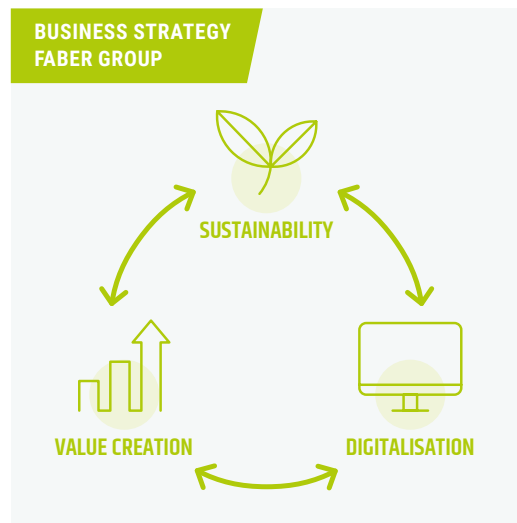 BUSINESS STRATEGY
FABER GROUP
SUSTAINABILITY
VALUE CREATION
DIGITALISATION